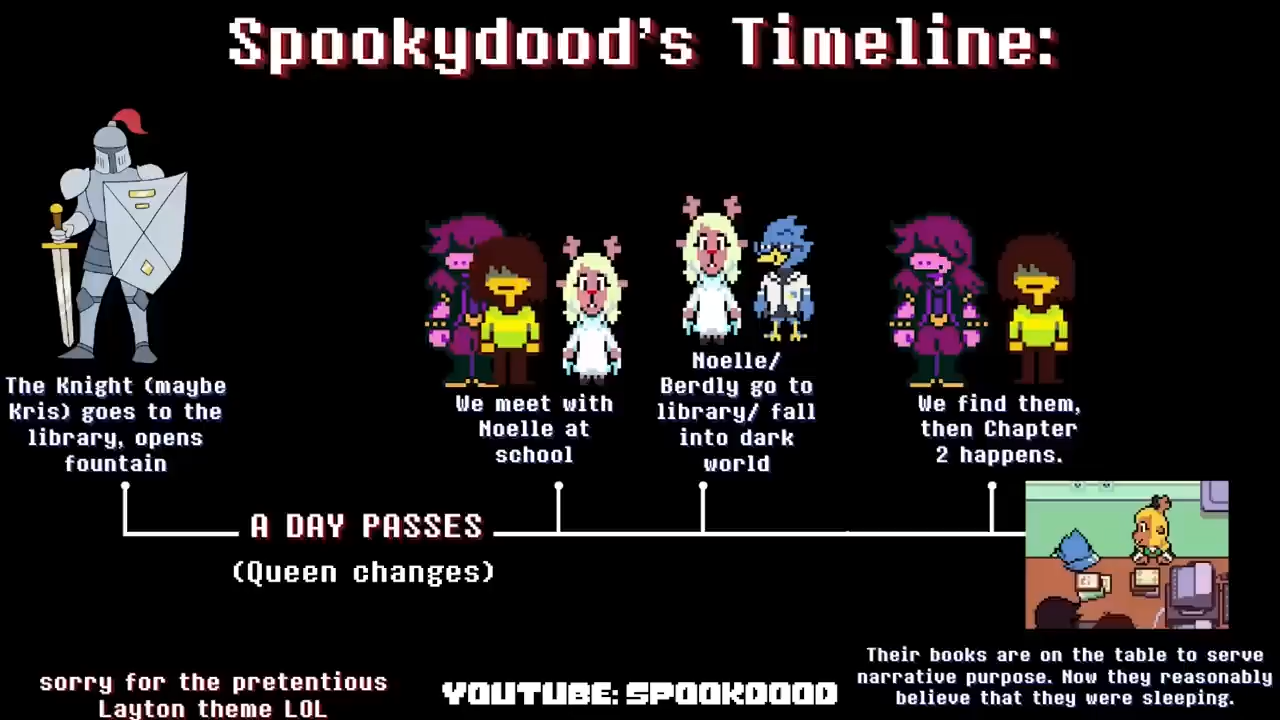 Spookydood's Timeline:
The Knight (maybe
Kris) goes to the
library, opens
fountain
We meet with
Noelle at
school
Noelle/
Berdly go to
library/ fall
into dark
world
We find them,
then Chapter
2 happens.
A DAY PASSES
(Queen changes)
Their books are on the table to serve
narrative purpose. Now they reasonably
believe that they were sleeping.
sorry for the pretentious
Layton theme LOL
YOUTUBE: SPOOKDOOD